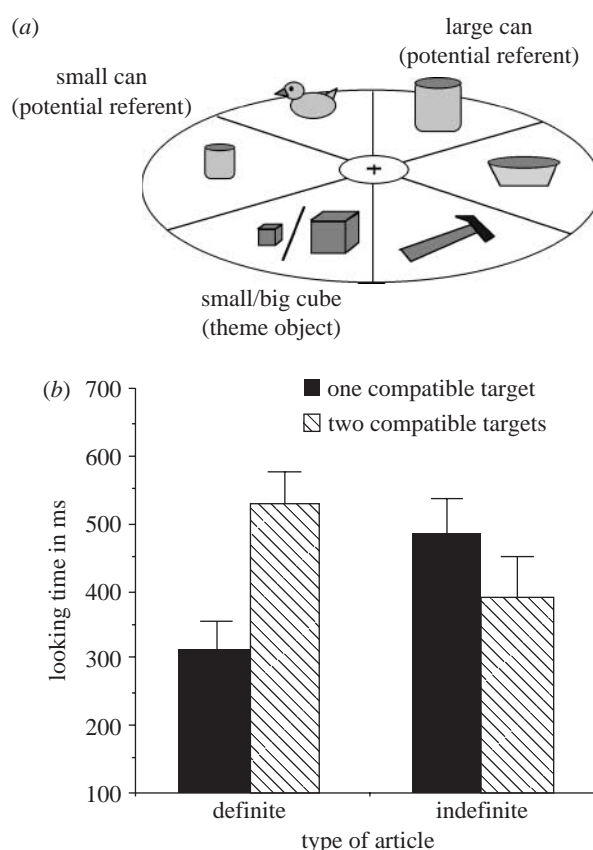 (a)
large can
(potential referent)
small can
(potential referent)
+
small/big cube
(theme object)
(b)
700
600
500
400
300
200
100
looking time in ms
one compatible target
two compatible targets
definite
indefinite
type of article